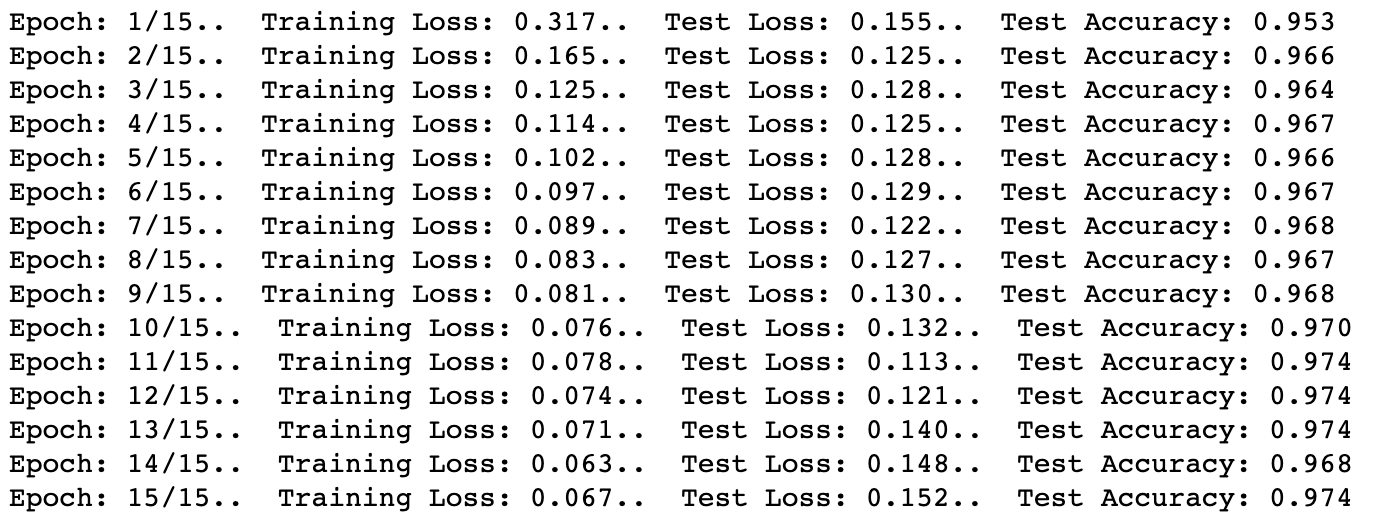 Epoch: 1/15..  Training Loss: 0.317..  Test Loss: 0.155..  Test Accuracy: 0.953
Epoch: 2/15..  Training Loss: 0.165..  Test Loss: 0.125..  Test Accuracy: 0.966
Epoch: 3/15..  Training Loss: 0.125..  Test Loss: 0.128..  Test Accuracy: 0.964
Epoch: 4/15..  Training Loss: 0.114..  Test Loss: 0.125..  Test Accuracy: 0.967
Epoch: 5/15..  Training Loss: 0.102..  Test Loss: 0.128..  Test Accuracy: 0.966
Epoch: 6/15..  Training Loss: 0.097..  Test Loss: 0.129..  Test Accuracy: 0.967
Epoch: 7/15..  Training Loss: 0.089..  Test Loss: 0.122..  Test Accuracy: 0.968
Epoch: 8/15..  Training Loss: 0.083..  Test Loss: 0.127..  Test Accuracy: 0.967
Epoch: 9/15..  Training Loss: 0.081..  Test Loss: 0.130..  Test Accuracy: 0.968
Epoch: 10/15..  Training Loss: 0.076..  Test Loss: 0.132..  Test Accuracy: 0.970
Epoch: 11/15..  Training Loss: 0.078..  Test Loss: 0.113..  Test Accuracy: 0.974
Epoch: 12/15..  Training Loss: 0.074..  Test Loss: 0.121..  Test Accuracy: 0.974
Epoch: 13/15..  Training Loss: 0.071..  Test Loss: 0.140..  Test Accuracy: 0.974
Epoch: 14/15..  Training Loss: 0.063..  Test Loss: 0.148..  Test Accuracy: 0.968
Epoch: 15/15..  Training Loss: 0.067..  Test Loss: 0.152..  Test Accuracy: 0.974